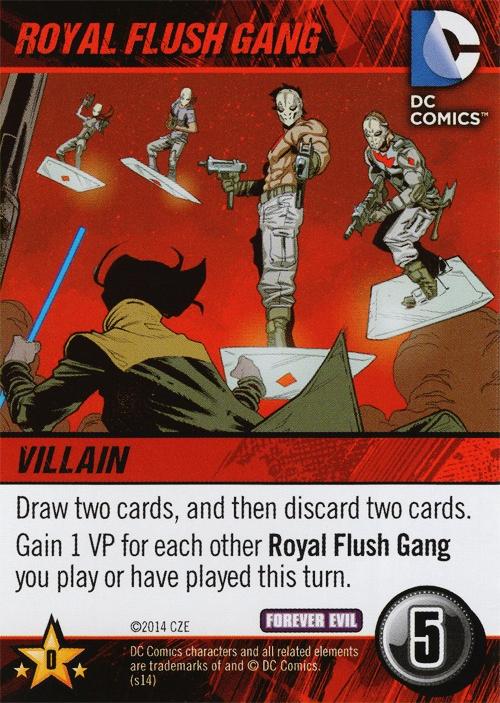 ROYAL FLUSH GANG
DC
DC
COMICS™
VILLAIN
Draw two cards, and then discard two cards.
Gain 1 VP for each other Royal Flush Gang
you play or have played this turn.
©2014 CZE
FOREVER EVIL
0
5
DC Comics characters and all related elements
are trademarks of and © DC Comics.
(s14)